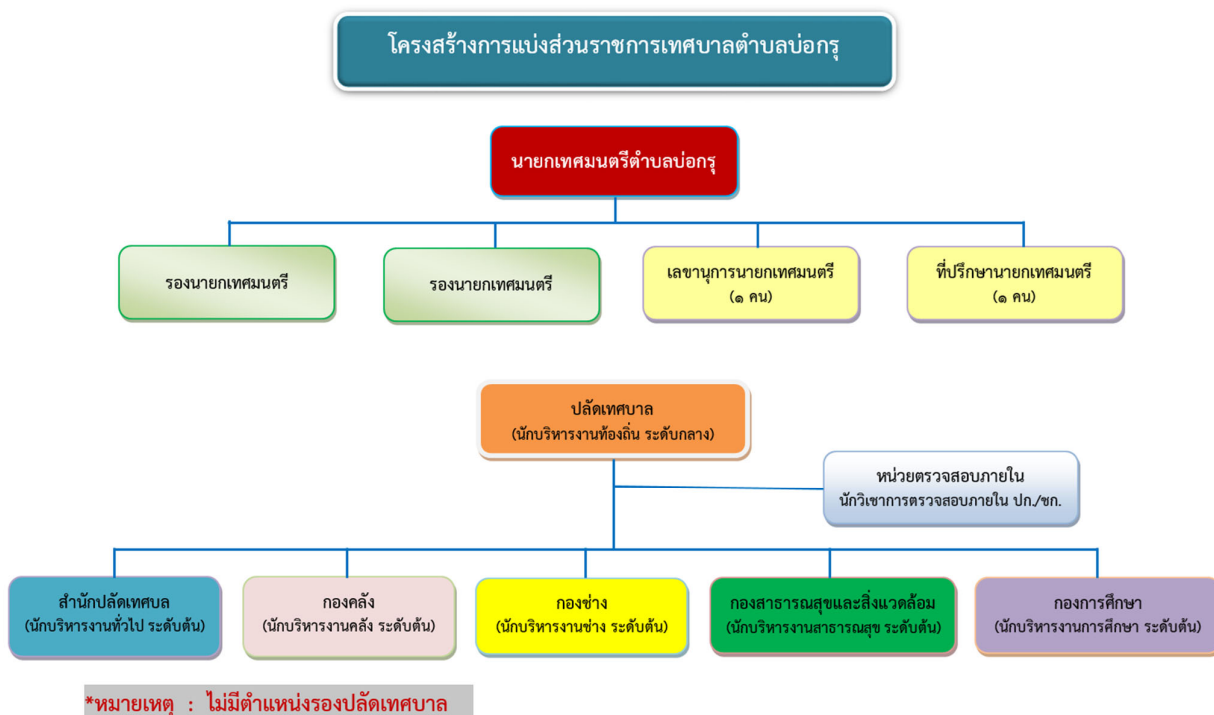 โครงสร้างการแบ่งส่วนราชการเทศบาลตำบลบ่อกรุ
นายกเทศมนตรีตำบลบ่อกรุ
รองนายกเทศมนตรี
รองนายกเทศมนตรี
เลขานุการนายกเทศมนตรี
(๑ คน)
ที่ปรึกษานายกเทศมนตรี
(๑ คน)
ปลัดเทศบาล
(นักบริหารงานท้องถิ่น ระดับกลาง)
หน่วยตรวจสอบภายใน
นักวิเชาการตรวจสอบภายใน ปก./ชก.
สำนักปลัดเทศบล
(นักบริหารงานทั่วไป ระดับต้น)
กองคลัง
(นักบริหารงานคลัง ระดับต้น)
กองช่าง
(นักบริหารงานช่าง ระดับต้น)
กองสาธารณสุขและสิ่งแวดล้อม
(นักบริหารงานสาธารณสุข ระดับต้น)
กองการศึกษา
(นักบริหารงานการศึกษา ระดับต้น)
*หมายเหตุ : ไม่มีตำแหน่งรองปลัดเทศบาล